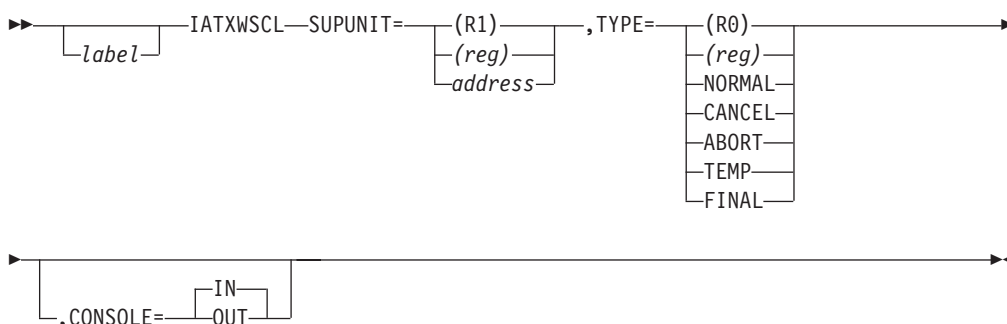 IATXWSCL SUPUNIT= (R1) ,TYPE= (R0)
label (reg) (reg)
address NORMAL
CANCEL
ABORT
TEMP
FINAL
IN
,CONSOLE= OUT